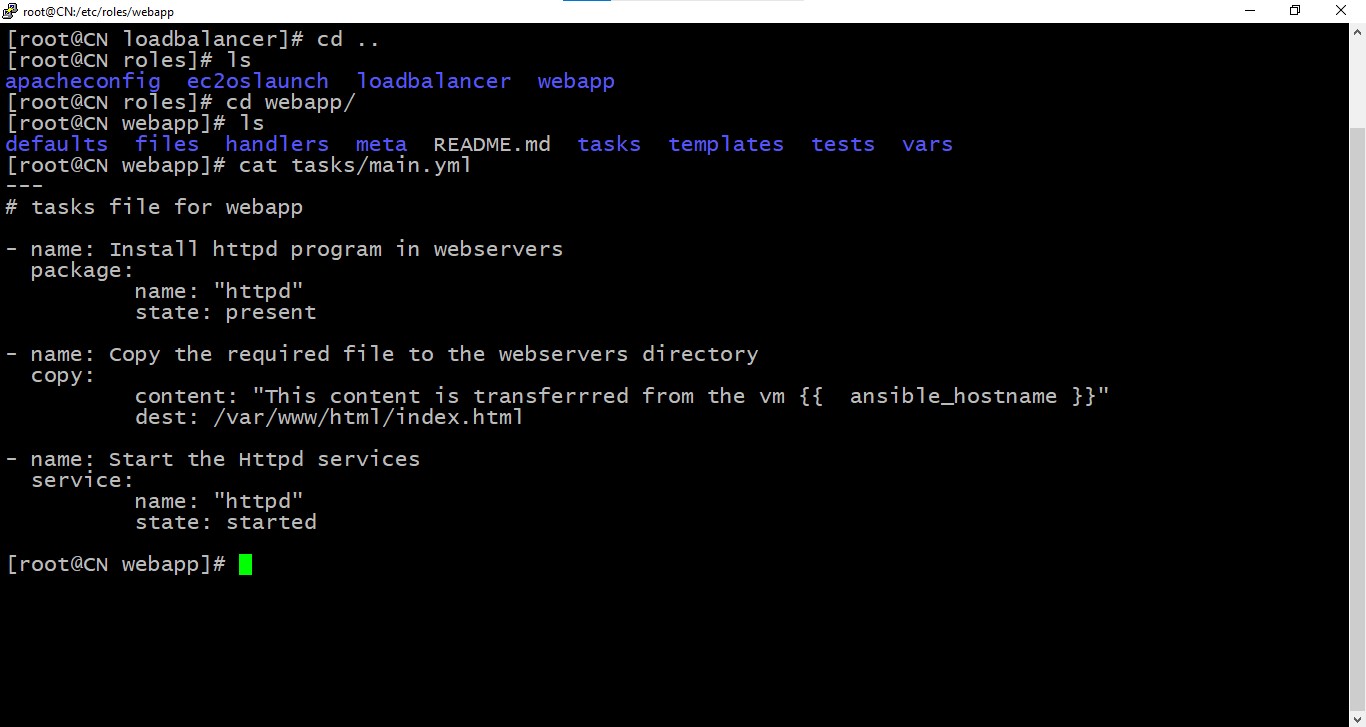 root@CN:/etc/roles/webapp
[root@CN loadbalancer]# cd ..
[root@CN roles]# ls
apacheconfig  ec2oslaunch  loadbalancer  webapp
[root@CN roles]# cd webapp/
[root@CN webapp]# ls
defaults  files  handlers  meta  README.md  tasks  templates  tests  vars
[root@CN webapp]# cat tasks/main.yml
---
# tasks file for webapp
- name: Install httpd program in webservers
  package:
          name: "httpd"
          state: present
- name: Copy the required file to the webservers directory
  copy:
          content: "This content is transferrred from the vm {{  ansible_hostname }}"
          dest: /var/www/html/index.html
- name: Start the Httpd services
  service:
          name: "httpd"
          state: started
[root@CN webapp]#